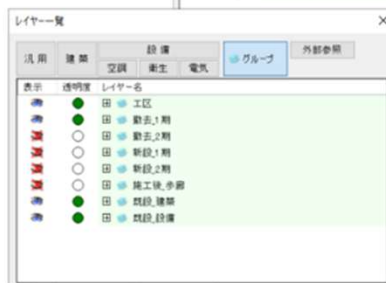 レイヤー一覧
汎用 建築 設備 グループ 外部参照
空調 衛生 電気
表示 透明度 レイヤー名
工区
撤去_1期
撤去_2期
新設_1期
新設_2期
施工後_歩廊
既設_建築
既設_設備